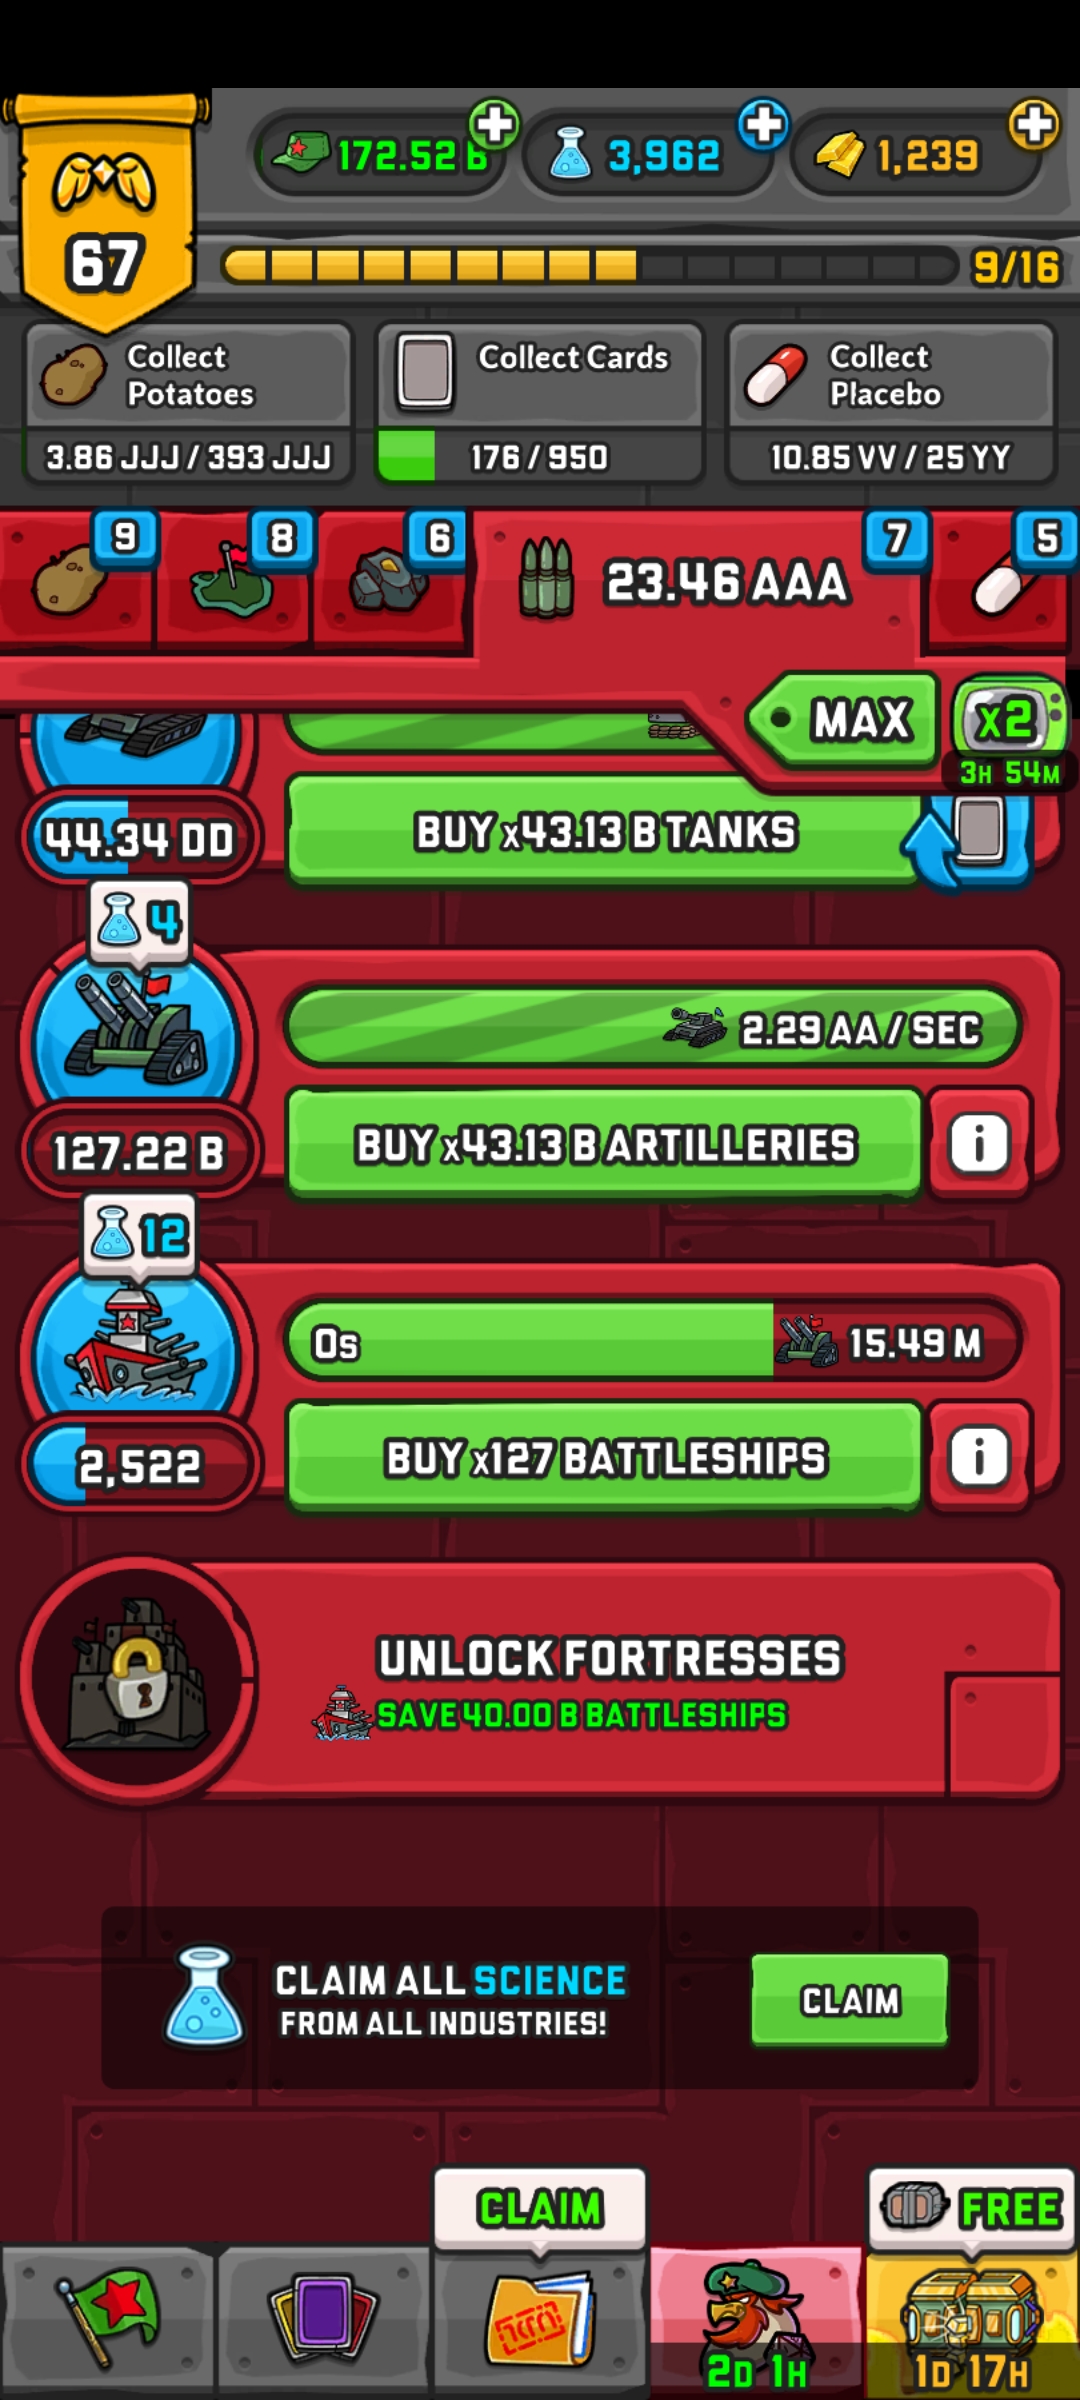 172.52 B
3,962
1,239
67
9/16
Collect
Potatoes
3.86 JJJ / 393 JJJ
Collect Cards
176 / 950
Collect
Placebo
10.85 VV / 25 YY
9
8
6
23.46 AAA
7
5
MAX
x2
3H 54M
44.34 DD
BUY x43.13 B TANKS
4
2.29 AA / SEC
127.22 B
BUY x43.13 B ARTILLERIES
i
12
0s
15.49 M
2,522
BUY x127 BATTLESHIPS
i
UNLOCK FORTRESSES
SAVE 40.00 B BATTLESHIPS
CLAIM ALL SCIENCE
FROM ALL INDUSTRIES!
CLAIM
CLAIM
FREE
2D 1H
1D 17H